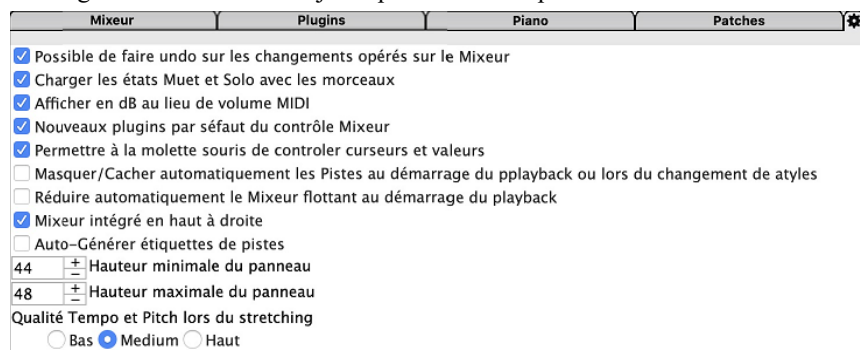 Mixeur Plugins Piano Patches
Possible de faire undo sur les changements opérés sur le Mixeur
Charger les états Muet et Solo avec les morceaux
Afficher en dB au lieu de volume MIDI
Nouveaux plugins par séfaut du contrôle Mixeur
Permettre à la molette souris de controler curseurs et valeurs
Masquer/Cacher automatiquement les Pistes au démarrage du pplayback ou lors du changement de atyles
Réduire automatiquement le Mixeur flottant au démarrage du playback
Mixeur intégré en haut à droite
Auto-Générer étiquettes de pistes
44 + - Hauteur minimale du panneau
48 + - Hauteur maximale du panneau
Qualité Tempo et Pitch lors du stretching
Bas Medium Haut